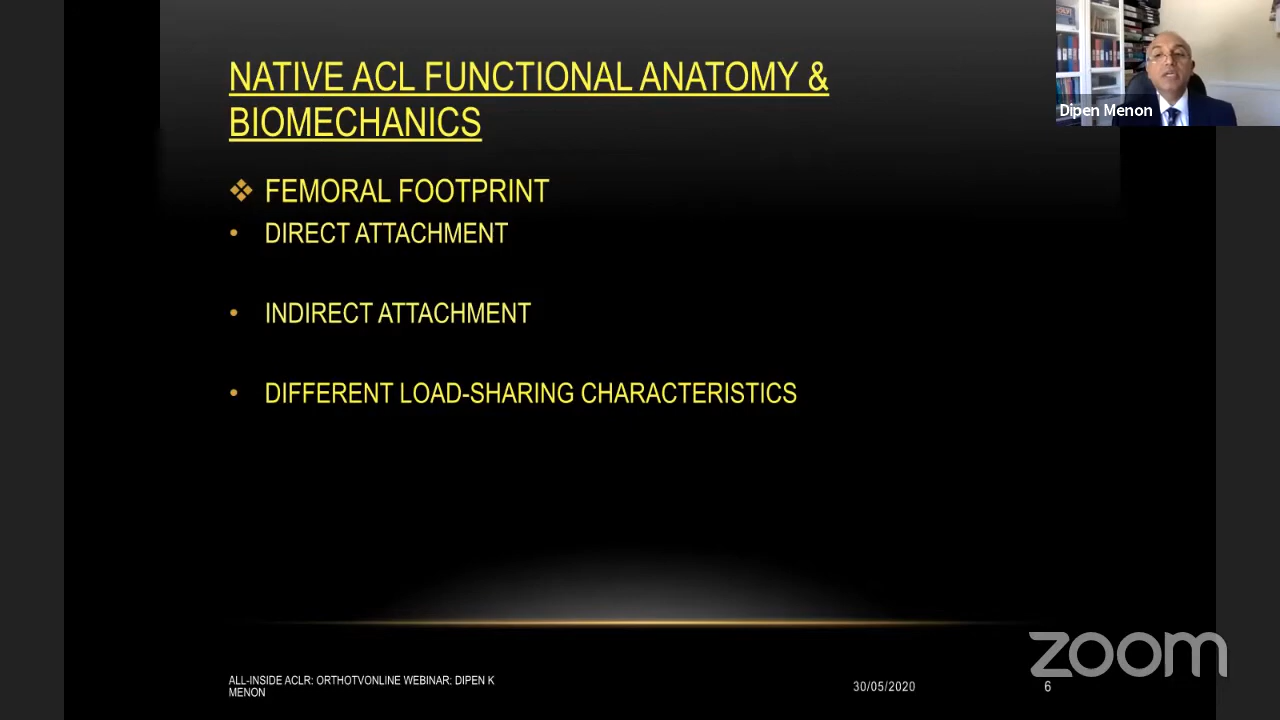 NATIVE ACL FUNCTIONAL ANATOMY &
BIOMECHANICS
❖ FEMORAL FOOTPRINT
• DIRECT ATTACHMENT
• INDIRECT ATTACHMENT
• DIFFERENT LOAD-SHARING CHARACTERISTICS
Dipen Menon
ALL-INSIDE ACLR: ORTHOTVONLINE WEBINAR: DIPEN K
MENON
30/05/2020
6
zoom